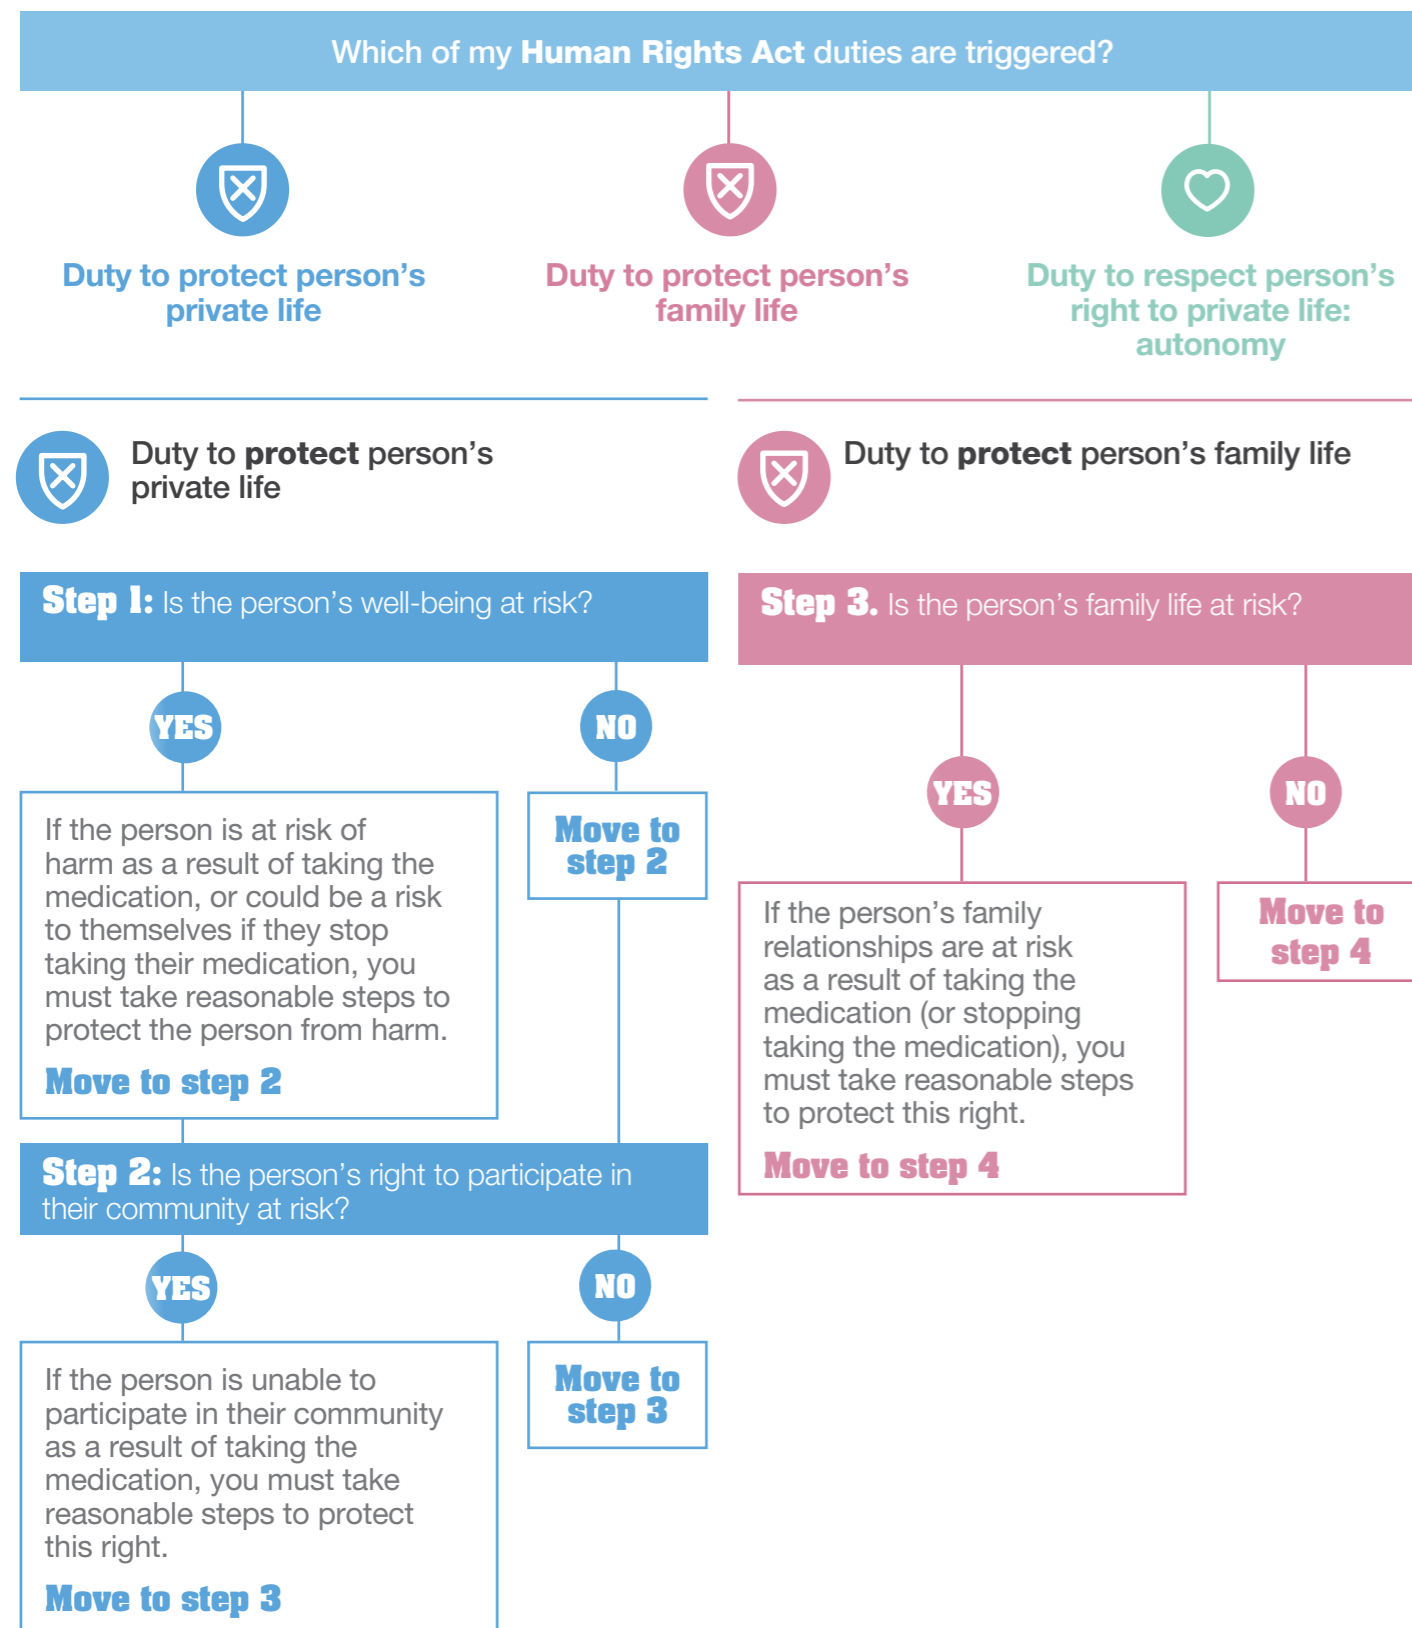 Which of my Human Rights Act duties are triggered?
Duty to protect person's
private life
Duty to protect person's
family life
Duty to respect person's
right to private life:
autonomy
Duty to protect person's
private life
Step 1: Is the person's well-being at risk?
YES
NO
If the person is at risk of
harm as a result of taking the
medication, or could be a risk
to themselves if they stop
taking their medication, you
must take reasonable steps to
protect the person from harm.
Move to step 2
Move to
step 2
Step 2: Is the person's right to participate in
their community at risk?
YES
NO
If the person is unable to
participate in their community
as a result of taking the
medication, you must take
reasonable steps to protect
this right.
Move to step 3
Move to
step 3
Duty to protect person's family life
Step 3. Is the person's family life at risk?
YES
NO
If the person's family
relationships are at risk
as a result of taking the
medication (or stopping
taking the medication), you
must take reasonable steps
to protect this right.
Move to step 4
Move to
step 4